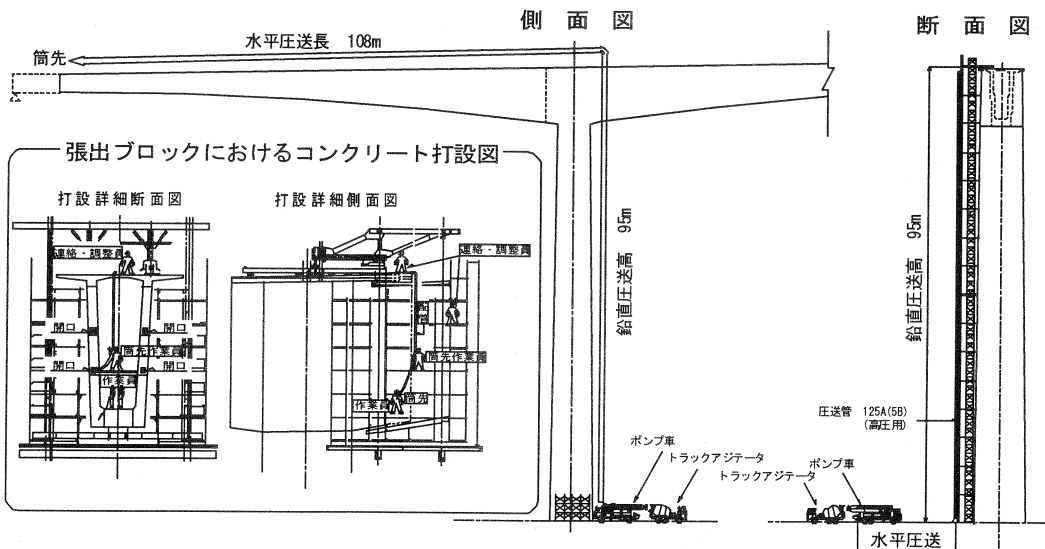 側面図
断面図
水平圧送長 108m
筒先
張出ブロックにおけるコンクリート打設図
打設詳細断面図
打設詳細側面図
連絡・調整員
連絡・調整員
配管
開口
開口
筒先作業員
筒先作業員
開口
開口
作業員
作業員
筒先
鉛直圧送高 95m
鉛直圧送高 95m
圧送管 125A(5B)
(高圧用)
ポンプ車
トラックアジテータ
トラックアジテータ
ポンプ車
水平圧送